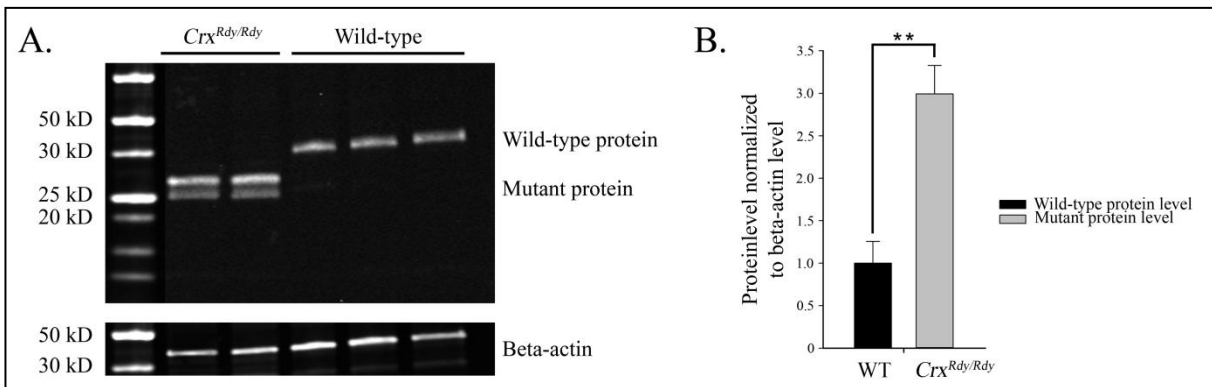 A.
Crx^Rdy/Rdy
Wild-type
50 kD
30 kD
25 kD
20 kD
Wild-type protein
Mutant protein
50 kD
30 kD
Beta-actin
B.
**
Proteinlevel normalized
to beta-actin level
3.5
3.0
2.5
2.0
1.5
1.0
0.5
0
WT
Crx^Rdy/Rdy
Wild-type protein level
Mutant protein level